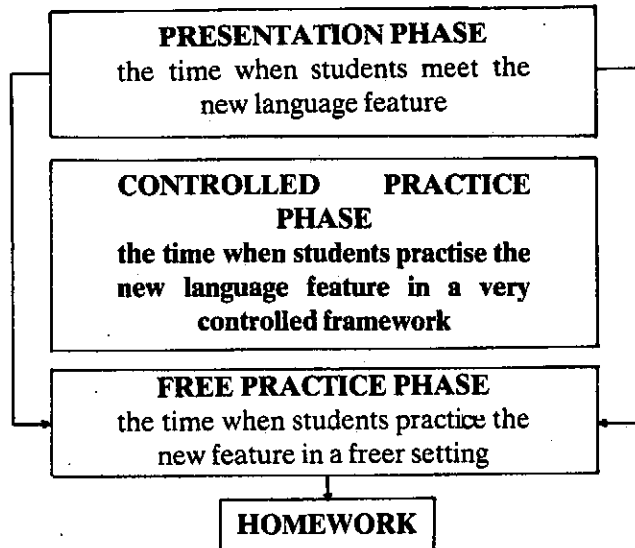 PRESENTATION PHASE
the time when students meet the
new language feature
CONTROLLED PRACTICE
PHASE
the time when students practise the
new language feature in a very
controlled framework
FREE PRACTICE PHASE
the time when students practice the
new feature in a freer setting
HOMEWORK